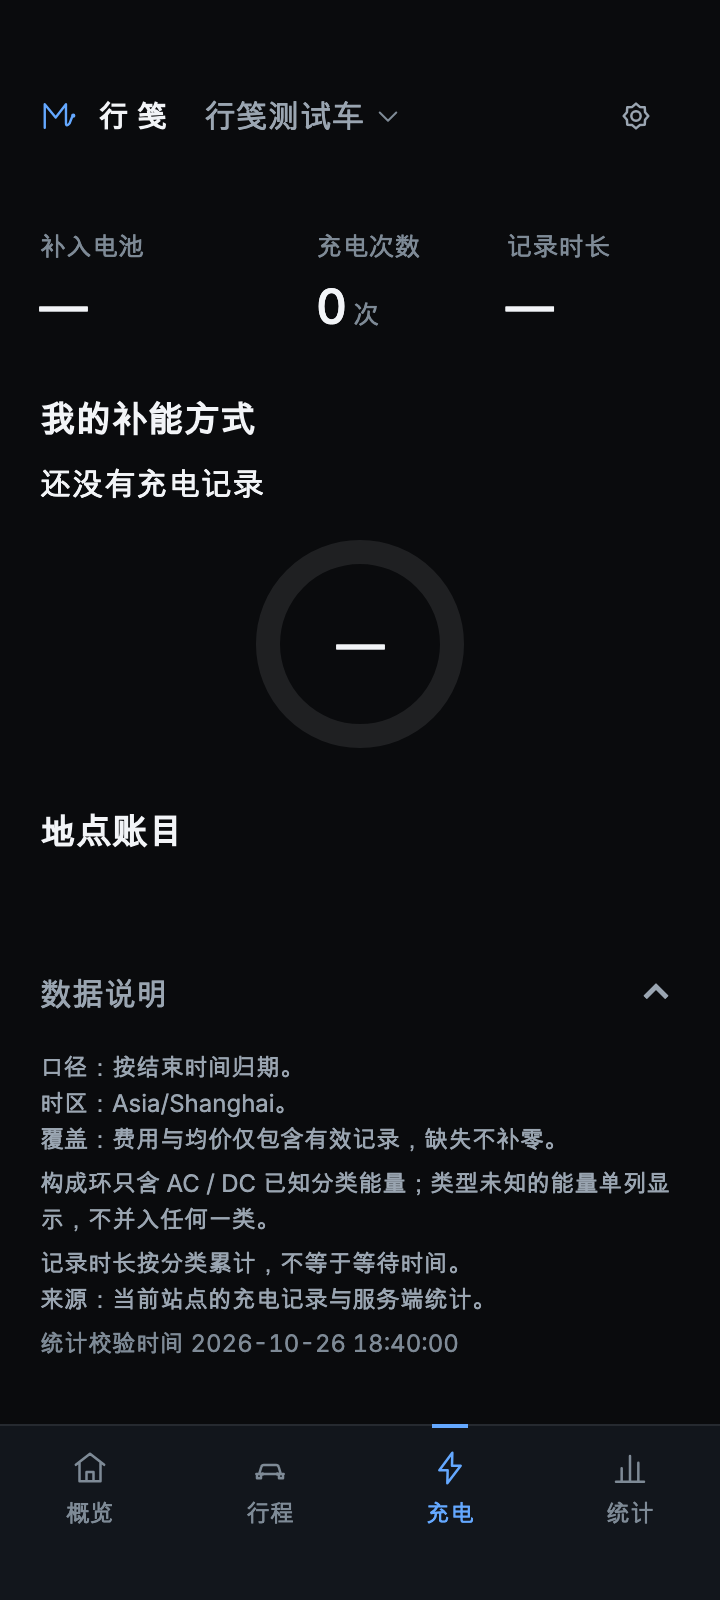 行笺 行笺测试车
补入电池 充电次数 记录时长
— 0 次 —
我的补能方式
还没有充电记录
—
地点账目
数据说明
口径：按结束时间归期。
时区：Asia/Shanghai。
覆盖：费用与均价仅包含有效记录，缺失不补零。
构成环只含 AC / DC 已知分类能量；类型未知的能量单列显
示，不并入任何一类。
记录时长按分类累计，不等于等待时间。
来源：当前站点的充电记录与服务端统计。
统计校验时间 2026-10-26 18:40:00
概览 行程 充电 统计